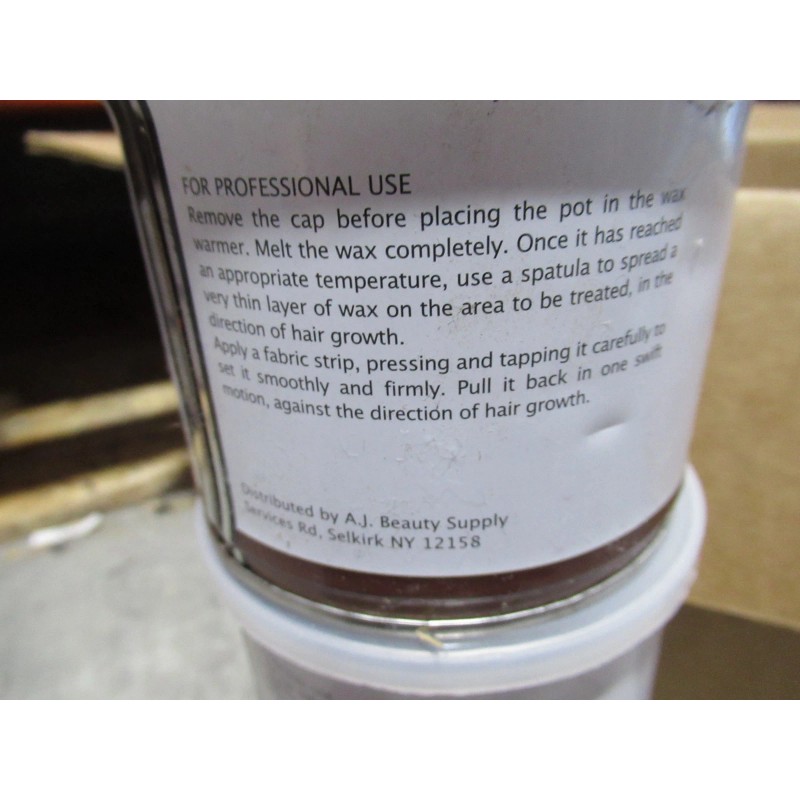 FOR PROFESSIONAL USE
Remove the cap before placing the pot in the wax
warmer. Melt the wax completely. Once it has reached
an appropriate temperature, use a spatula to spread a
very thin layer of wax on the area to be treated, in the
direction of hair growth.
Apply a fabric strip, pressing and tapping it carefully to
set it smoothly and firmly. Pull it back in one swift
motion, against the direction of hair growth.
Distributed by A.J. Beauty Supply
Services Rd, Selkirk NY 12158